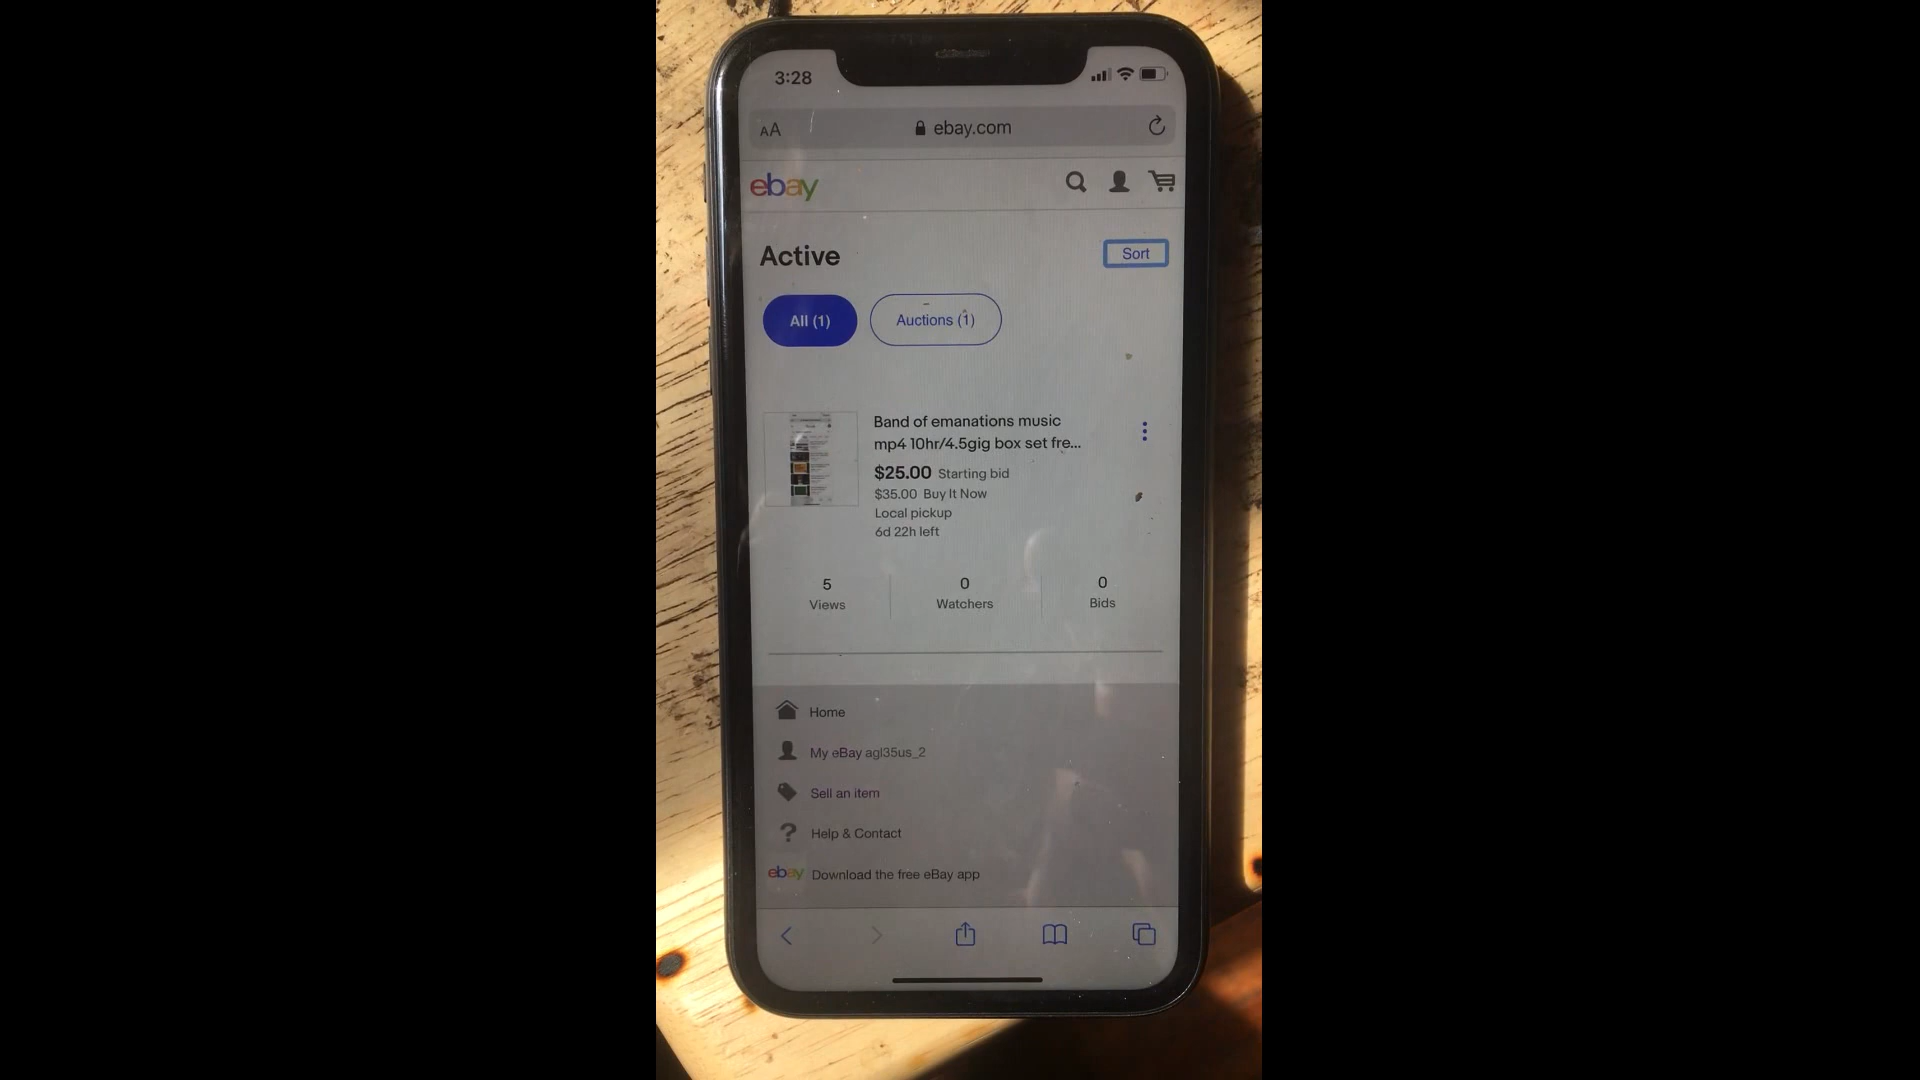 3:28
AA ebay.com
ebay
Active
Sort
All (1)
Auctions (1)
Band of emanations music
mp4 10hr/4.5gig box set fre...
$25.00 Starting bid
$35.00 Buy It Now
Local pickup
6d 22h left
5
Views
0
Watchers
0
Bids
Home
My eBay agl35us_2
Sell an item
? Help & Contact
ebay Download the free eBay app